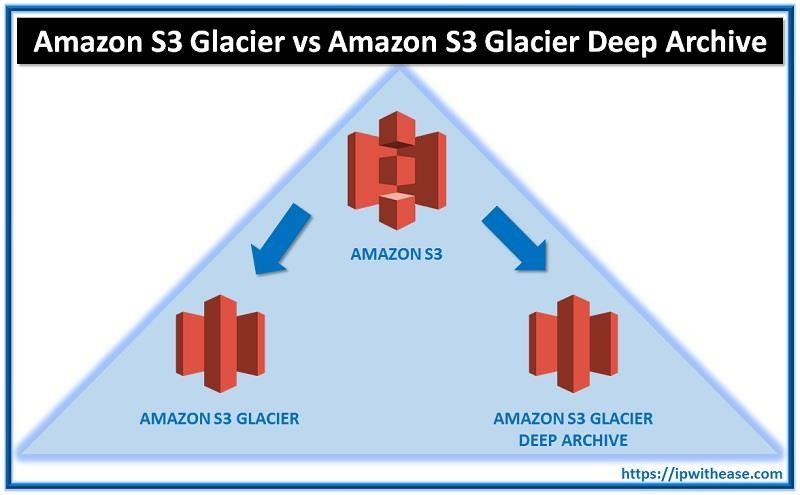 Amazon S3 Glacier vs Amazon S3 Glacier Deep Archive
AMAZON S3
AMAZON S3 GLACIER
AMAZON S3 GLACIER
DEEP ARCHIVE
https://ipwithease.com